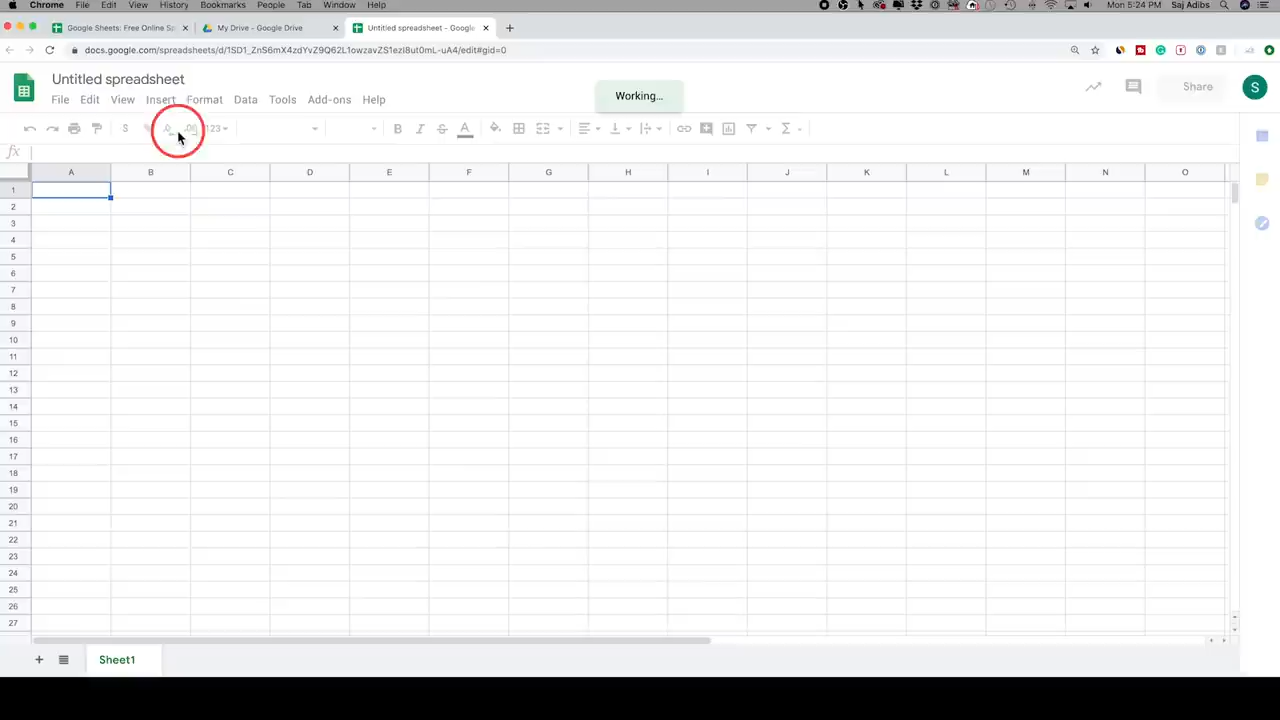 Chrome File Edit View History Bookmarks People Tab Window Help Mon 5:24 PM Saj Adibs
Google Sheets: Free Online Sp × My Drive - Google Drive × Untitled spreadsheet - Google × +
docs.google.com/spreadsheets/d/1SD1_ZnS6mX4zdYvZ9Q62L1owzavZS1ezI8ut0mL-uA4/edit#gid=0
Untitled spreadsheet
Working...
Share
S
File Edit View Insert Format Data Tools Add-ons Help
$ % .0 .00 123 B I S A Σ
fx
A B C D E F G H I J K L M N O
1
2
3
4
5
6
7
8
9
10
11
12
13
14
15
16
17
18
19
20
21
22
23
24
25
26
27
+ Sheet1